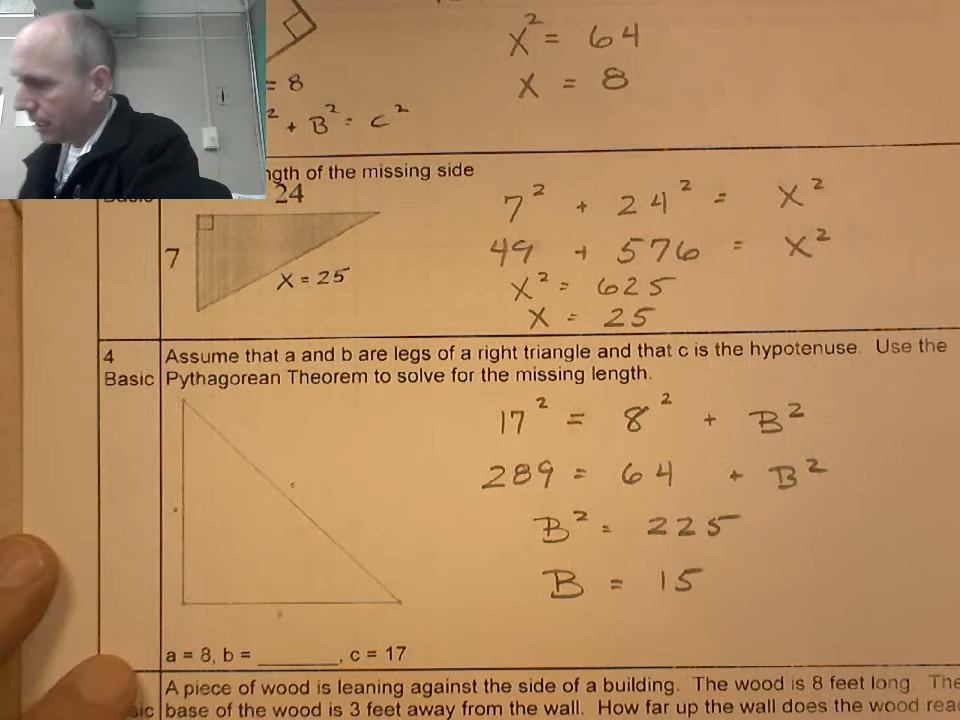 x² = 64
= 8
x = 8
² + B² = c²
ngth of the missing side
24
7² + 24² = x²
7
49 + 576 = x²
x = 25
x² = 625
x = 25
4
Basic
Assume that a and b are legs of a right triangle and that c is the hypotenuse. Use the
Pythagorean Theorem to solve for the missing length.
17² = 8² + B²
c
289 = 64 + B²
B² = 225
B = 15
a = 8, b = ________, c = 17
A piece of wood is leaning against the side of a building. The wood is 8 feet long. The
sic
base of the wood is 3 feet away from the wall. How far up the wall does the wood rea